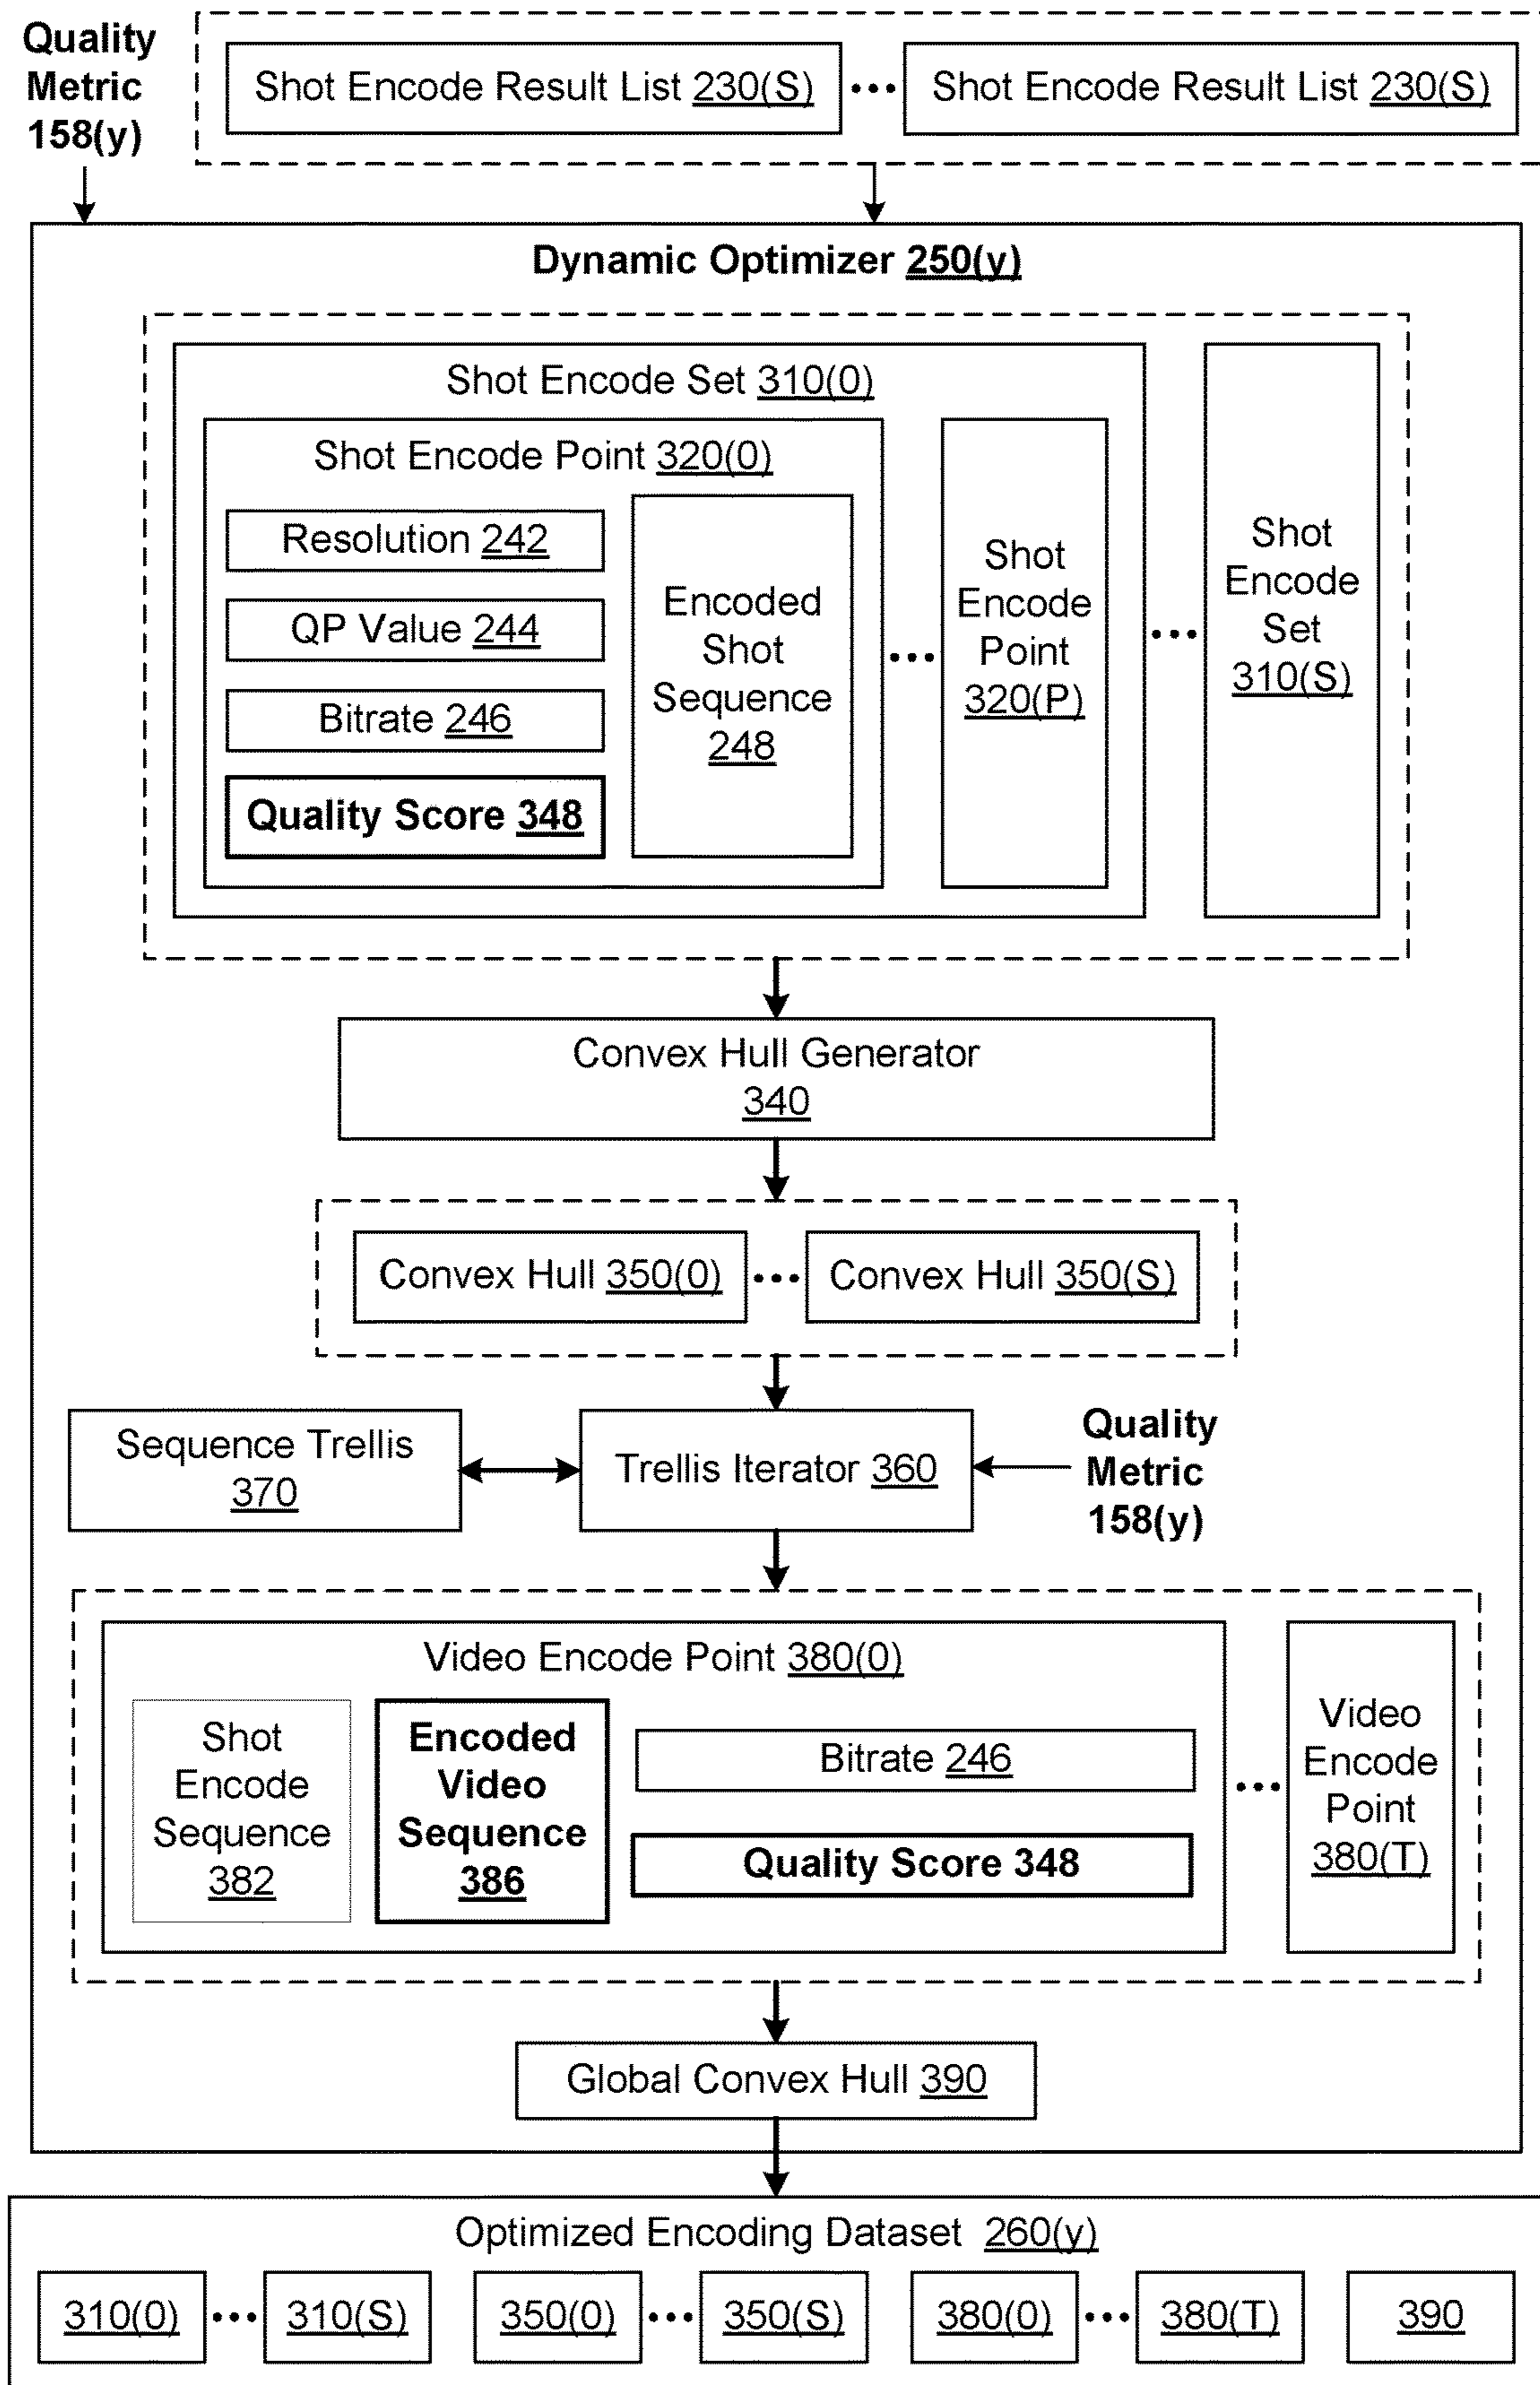 Quality
Metric
158(y)
Shot Encode Result List 230(S) ••• Shot Encode Result List 230(S)
Dynamic Optimizer 250(y)
Shot Encode Set 310(0)
Shot Encode Point 320(0)
Resolution 242
QP Value 244
Bitrate 246
Quality Score 348
Encoded
Shot
Sequence
248
•••
Shot
Encode
Point
320(P)
•••
Shot
Encode
Set
310(S)
Convex Hull Generator
340
Convex Hull 350(0) ••• Convex Hull 350(S)
Sequence Trellis
370
Trellis Iterator 360
Quality
Metric
158(y)
Video Encode Point 380(0)
Shot
Encode
Sequence
382
Encoded
Video
Sequence
386
Bitrate 246
Quality Score 348
•••
Video
Encode
Point
380(T)
Global Convex Hull 390
Optimized Encoding Dataset 260(y)
310(0) ••• 310(S) 350(0) ••• 350(S) 380(0) ••• 380(T) 390